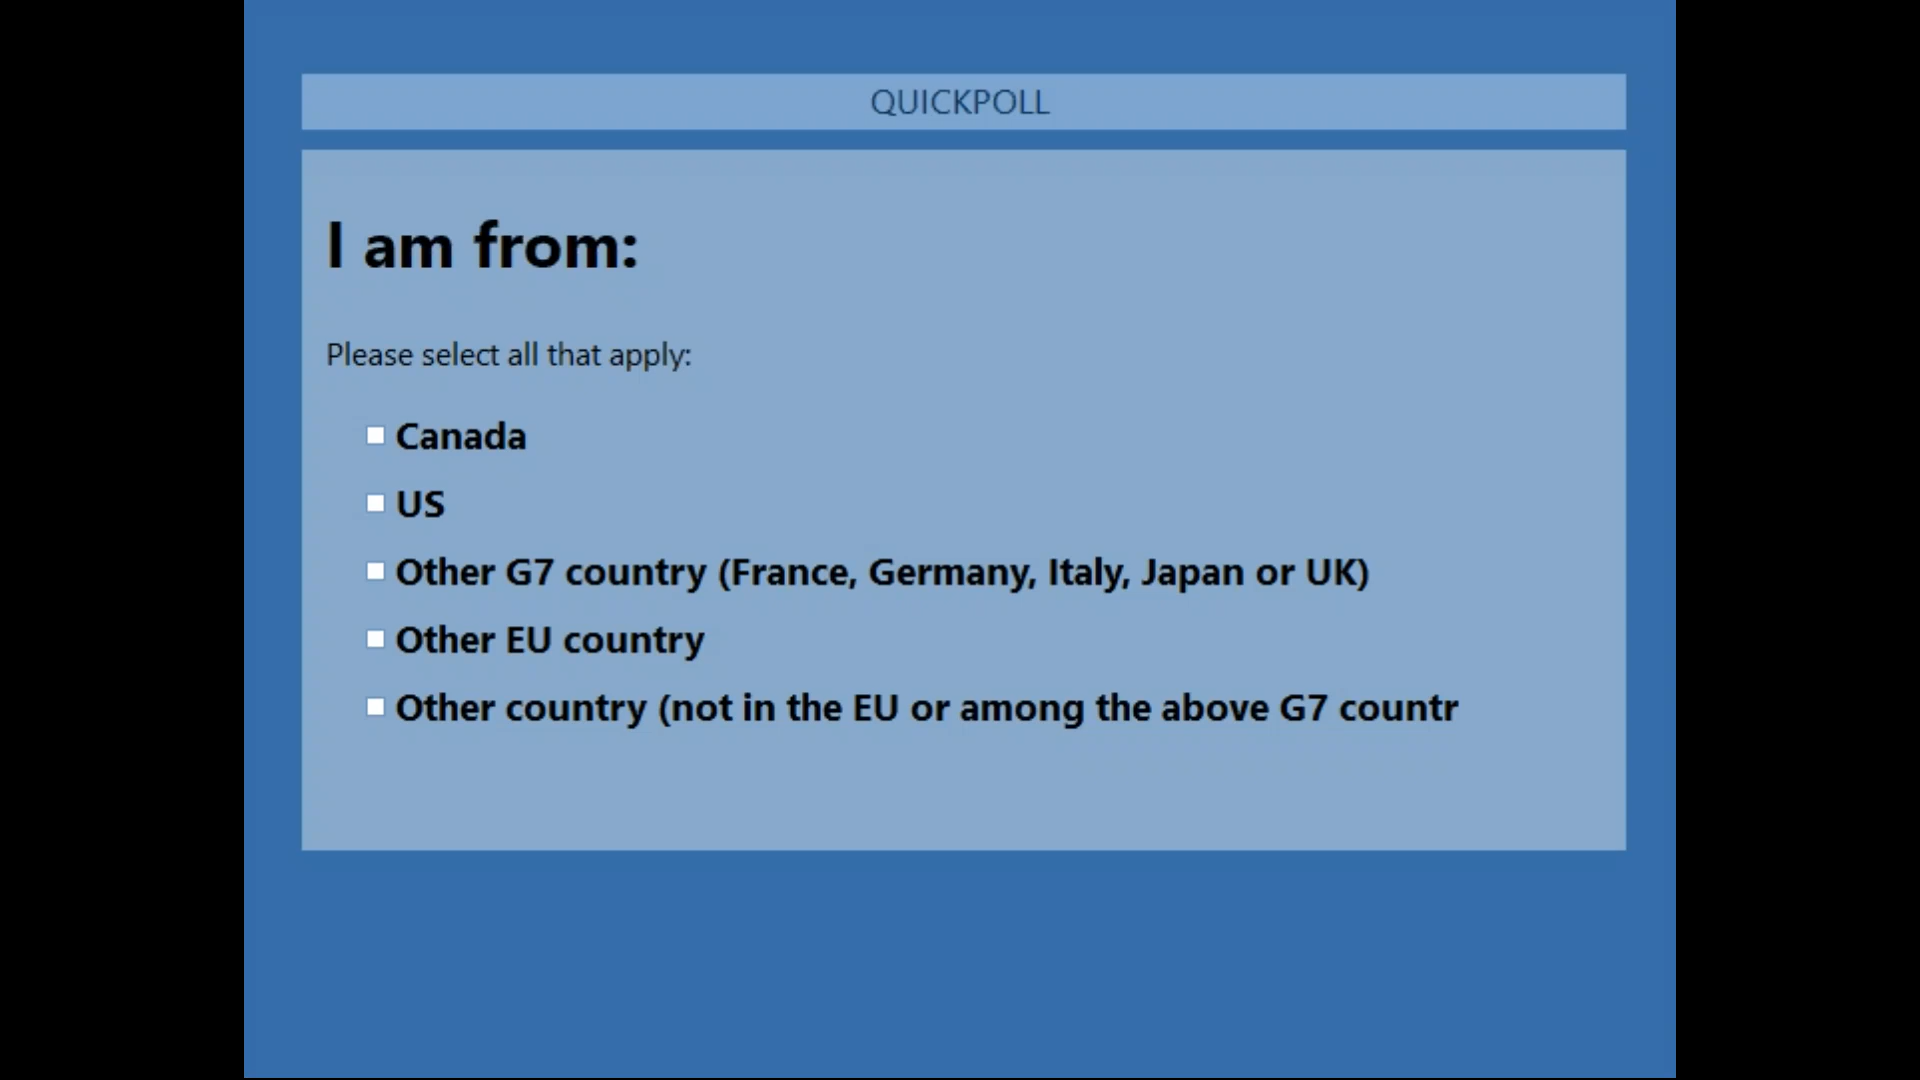 QUICKPOLL
I am from:
Please select all that apply:
Canada
US
Other G7 country (France, Germany, Italy, Japan or UK)
Other EU country
Other country (not in the EU or among the above G7 countr